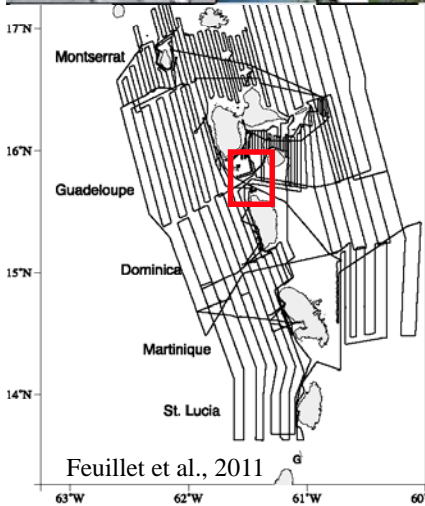 17°N
Montserrat
16°N
Guadeloupe
15°N
Dominica
Martinique
14°N
St. Lucia
Feuillet et al., 2011
G
63°W 62°W 61°W 60°